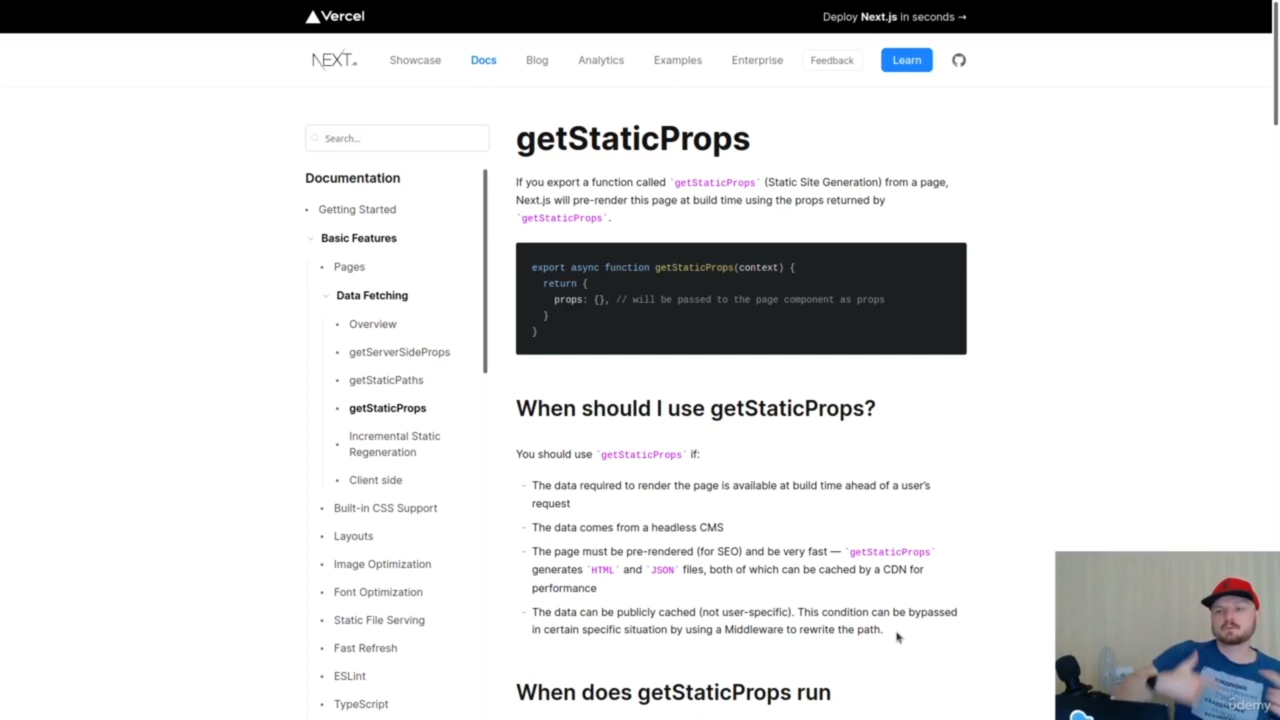 Vercel
Deploy Next.js in seconds →
NEXT.JS
Showcase
Docs
Blog
Analytics
Examples
Enterprise
Feedback
Learn
Search...
Documentation
Getting Started
Basic Features
Pages
Data Fetching
Overview
getServerSideProps
getStaticPaths
getStaticProps
Incremental Static
Regeneration
Client side
Built-in CSS Support
Layouts
Image Optimization
Font Optimization
Static File Serving
Fast Refresh
ESLint
TypeScript
getStaticProps
If you export a function called `getStaticProps` (Static Site Generation) from a page,
Next.js will pre-render this page at build time using the props returned by
`getStaticProps`.
export async function getStaticProps(context) {
return {
props: {}, // will be passed to the page component as props
}
}
When should I use getStaticProps?
You should use `getStaticProps` if:
- The data required to render the page is available at build time ahead of a user's
request
- The data comes from a headless CMS
- The page must be pre-rendered (for SEO) and be very fast — `getStaticProps`
generates `HTML` and `JSON` files, both of which can be cached by a CDN for
performance
- The data can be publicly cached (not user-specific). This condition can be bypassed
in certain specific situation by using a Middleware to rewrite the path.
When does getStaticProps run
udemy